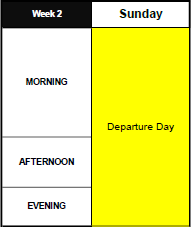 Week 2 Sunday
MORNING
Departure Day
AFTERNOON
EVENING